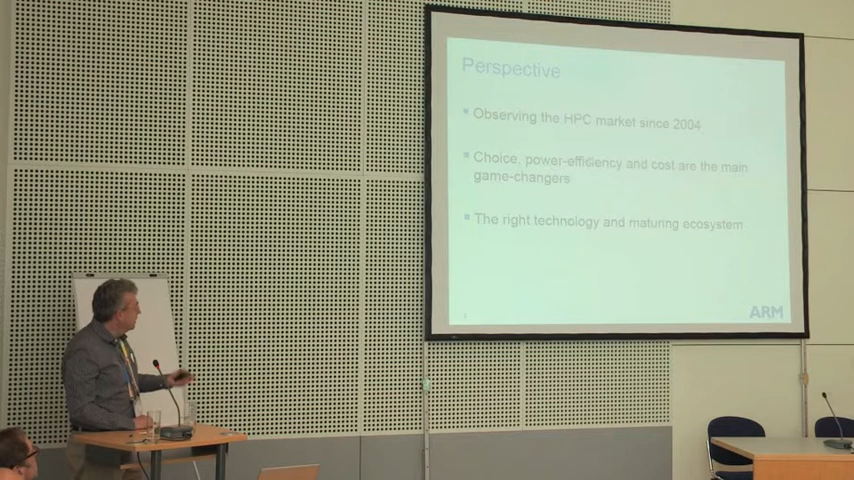 Perspective
Observing the HPC market since 2004
Choice, power-efficiency and cost are the main
game-changers
The right technology and maturing ecosystem
ARM